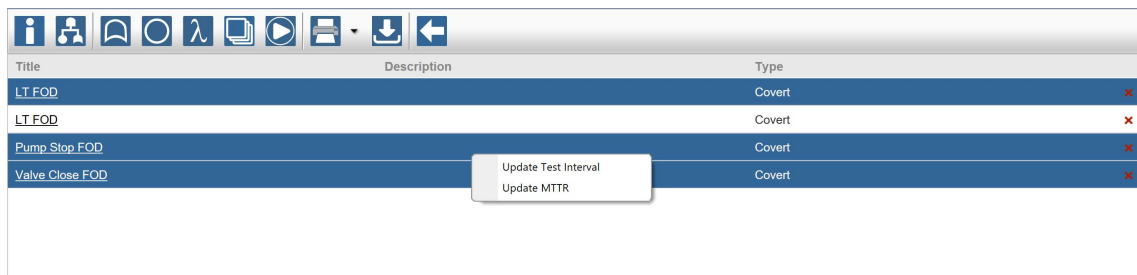 i λ
Title Description Type
LT FOD Covert
LT FOD Covert
Pump Stop FOD Covert
Valve Close FOD Covert
Update Test Interval
Update MTTR